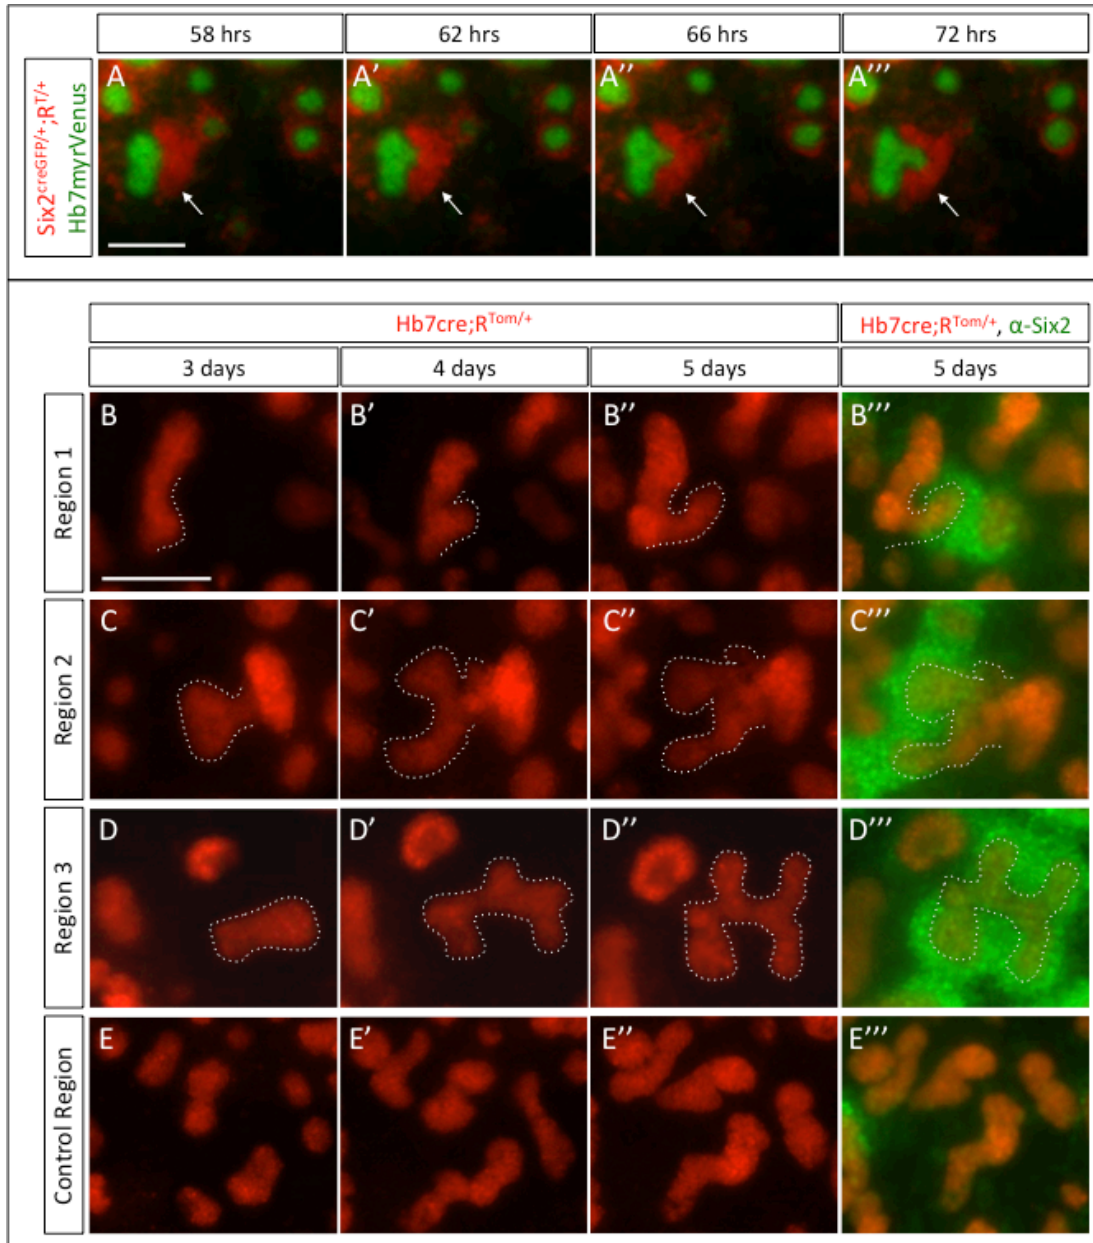 58 hrs 62 hrs 66 hrs 72 hrs
Six2creGFP/+;RT/+
Hb7myrVenus
A A′ A″ A‴
Hb7cre;RTom/+ Hb7cre;RTom/+, α-Six2
3 days 4 days 5 days 5 days
Region 1
B B′ B″ B‴
Region 2
C C′ C″ C‴
Region 3
D D′ D″ D‴
Control Region
E E′ E″ E‴